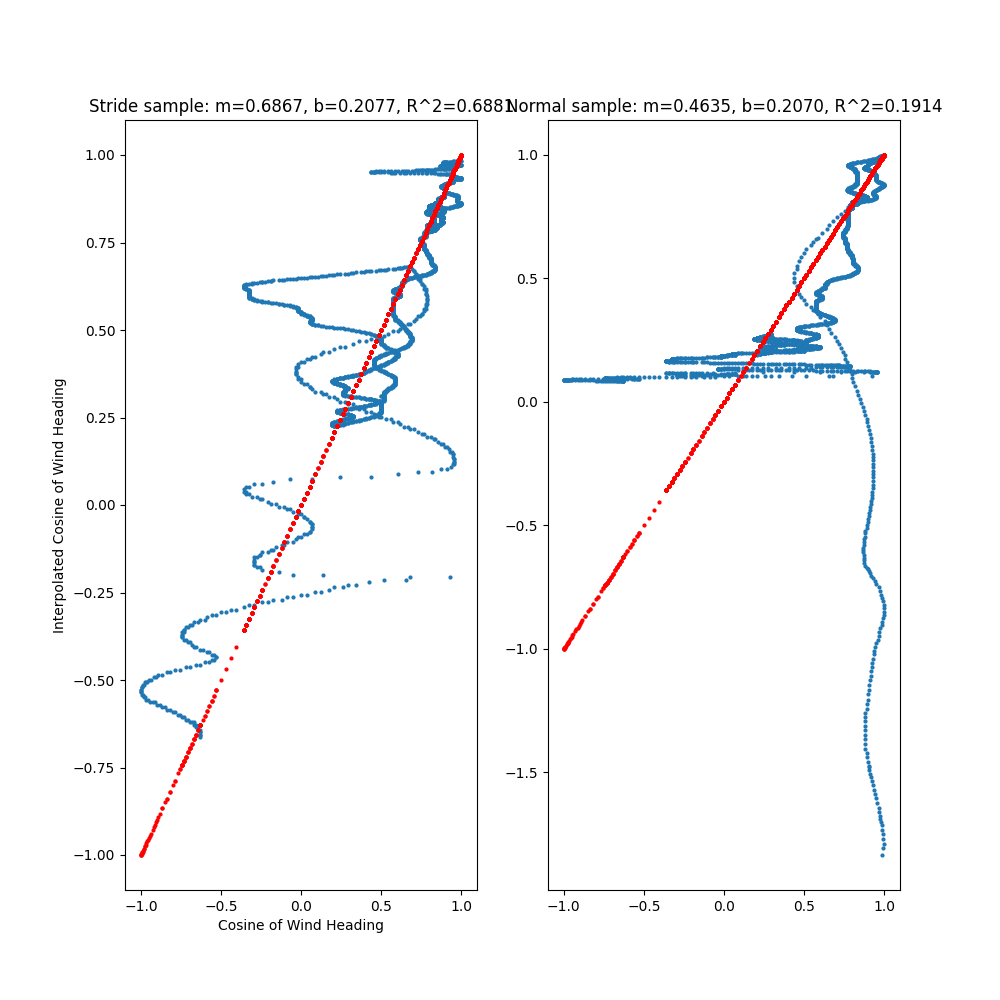 Stride sample: m=0.6867, b=0.2077, R^2=0.6881
Normal sample: m=0.4635, b=0.2070, R^2=0.1914
Interpolated Cosine of Wind Heading
1.00
0.75
0.50
0.25
0.00
−0.25
−0.50
−0.75
−1.00
−1.0 −0.5 0.0 0.5 1.0
Cosine of Wind Heading
1.0
0.5
0.0
−0.5
−1.0
−1.5
−1.0 −0.5 0.0 0.5 1.0